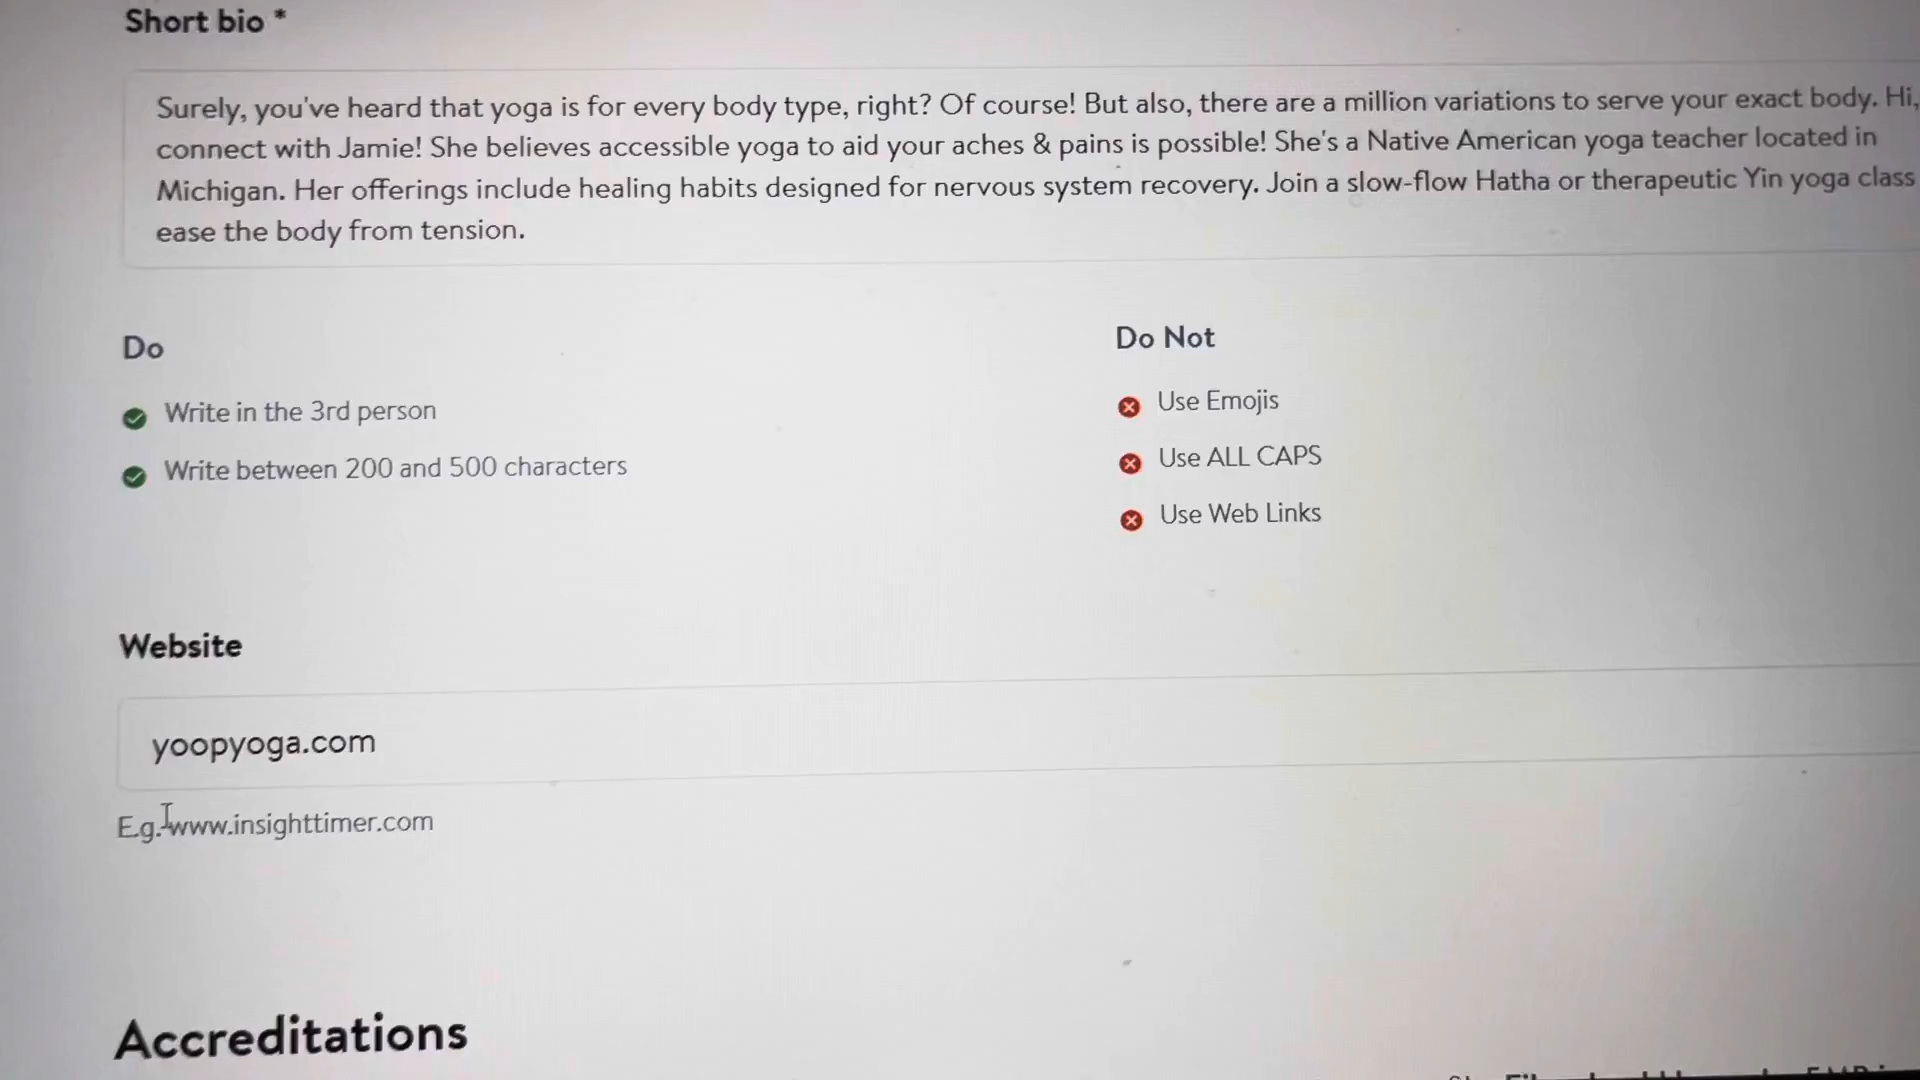 Short bio *
Surely, you've heard that yoga is for every body type, right? Of course! But also, there are a million variations to serve your exact body. Hi,
connect with Jamie! She believes accessible yoga to aid your aches & pains is possible! She's a Native American yoga teacher located in
Michigan. Her offerings include healing habits designed for nervous system recovery. Join a slow-flow Hatha or therapeutic Yin yoga class
ease the body from tension.
Do
Do Not
Write in the 3rd person
Use Emojis
Write between 200 and 500 characters
Use ALL CAPS
Use Web Links
Website
yoopyoga.com
E.g. www.insighttimer.com
Accreditations